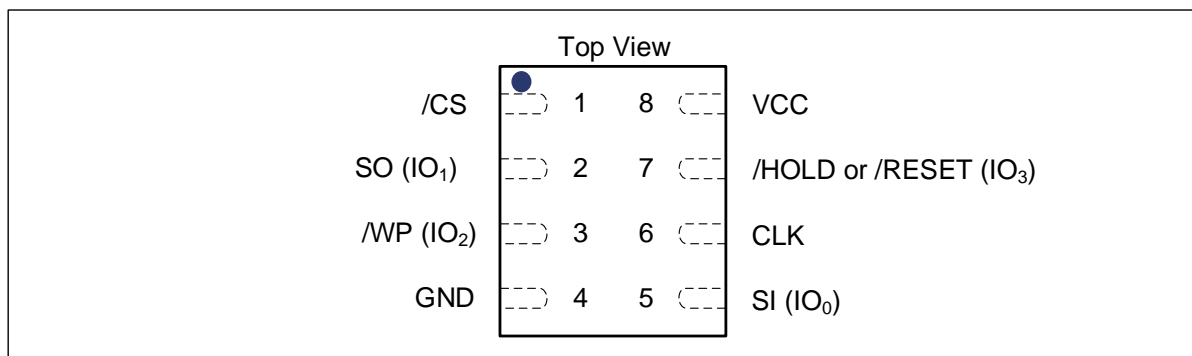 Top View
/CS 1 8 VCC
SO (IO₁) 2 7 /HOLD or /RESET (IO₃)
/WP (IO₂) 3 6 CLK
GND 4 5 SI (IO₀)